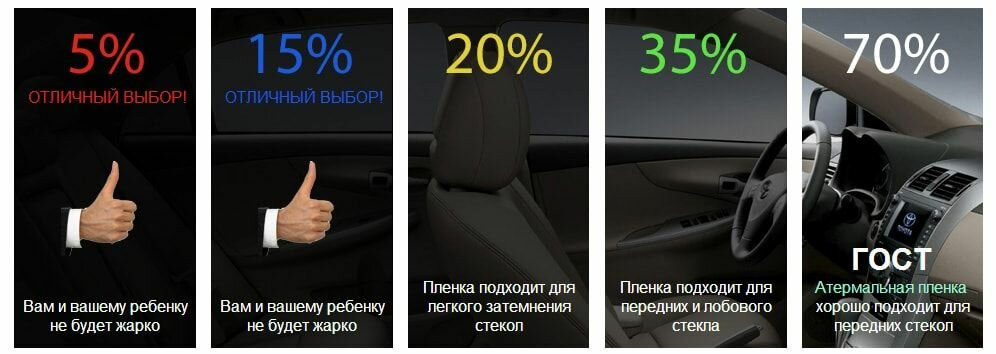 5%
ОТЛИЧНЫЙ ВЫБОР!
Вам и вашему ребенку
не будет жарко
15%
ОТЛИЧНЫЙ ВЫБОР!
Вам и вашему ребенку
не будет жарко
20%
Пленка подходит для
легкого затемнения
стекол
35%
Пленка подходит для
передних и лобового
стекла
70%
TOYOTA
ГОСТ
Атермальная пленка
хорошо подходит для
передних стекол